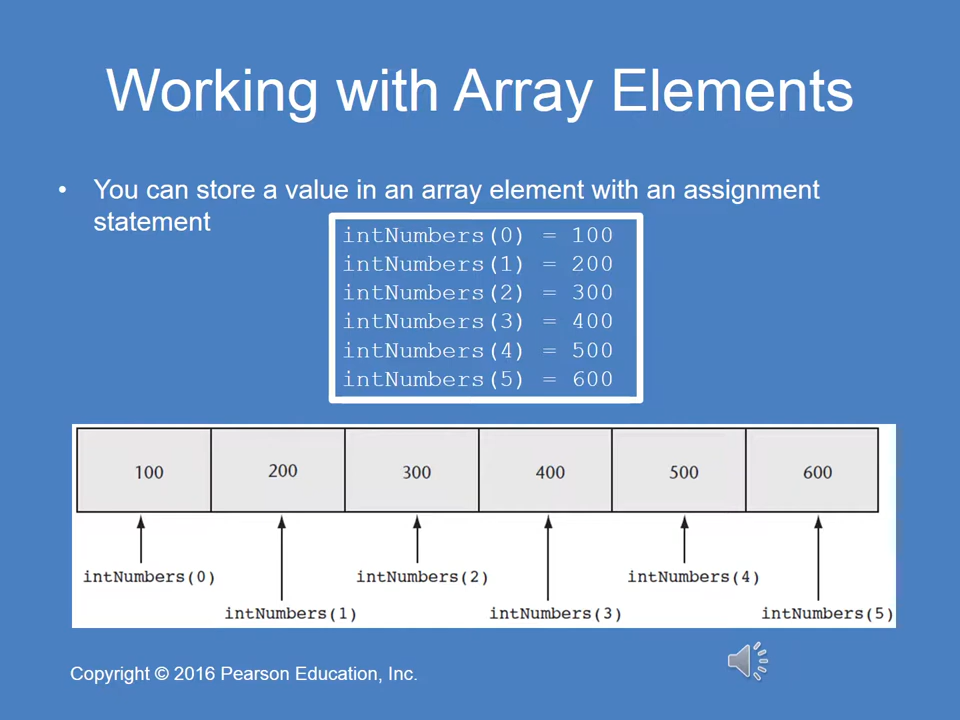 Working with Array Elements
• You can store a value in an array element with an assignment
statement
intNumbers(0) = 100
intNumbers(1) = 200
intNumbers(2) = 300
intNumbers(3) = 400
intNumbers(4) = 500
intNumbers(5) = 600
100 200 300 400 500 600
intNumbers(0) intNumbers(2) intNumbers(4)
intNumbers(1) intNumbers(3) intNumbers(5)
Copyright © 2016 Pearson Education, Inc.